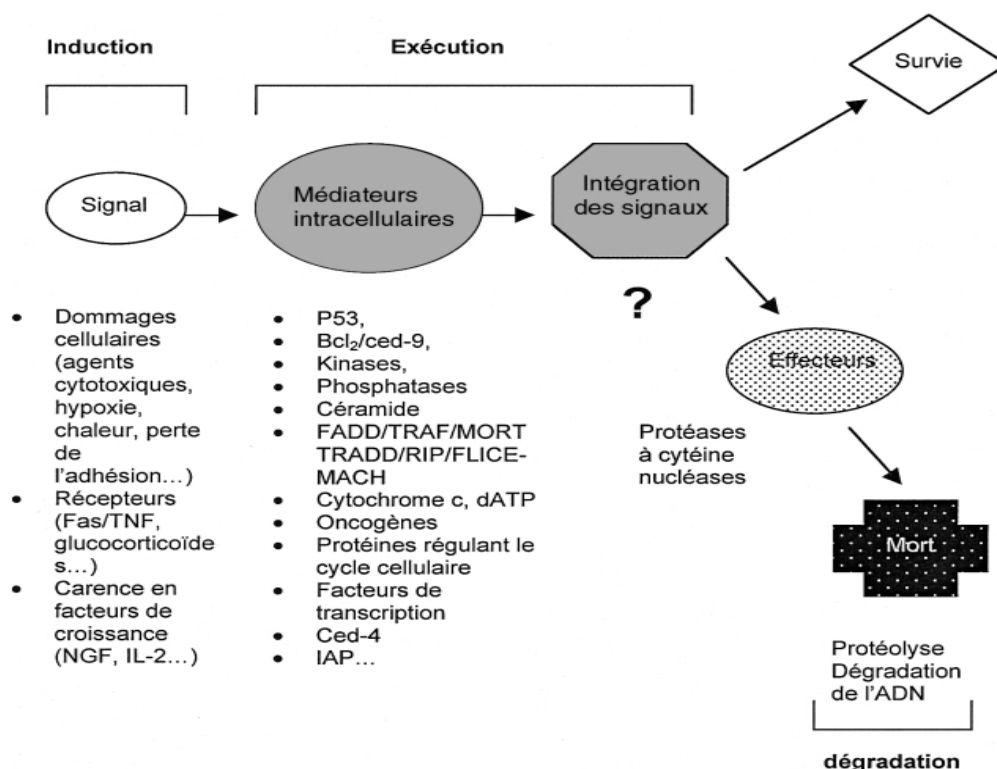 Induction
Exécution
Survie
Signal
Médiateurs
intracellulaires
Intégration
des signaux
?
• Dommages
cellulaires
(agents
cytotoxiques,
hypoxie,
chaleur, perte
de
l'adhésion…)
• Récepteurs
(Fas/TNF,
glucocorticoïde
s…)
• Carence en
facteurs de
croissance
(NGF, IL-2…)
• P53,
• Bcl₂/ced-9,
• Kinases,
• Phosphatases
• Céramide
• FADD/TRAF/MORT
TRADD/RIP/FLICE-
MACH
• Cytochrome c, dATP
• Oncogènes
• Protéines régulant le
cycle cellulaire
• Facteurs de
transcription
• Ced-4
• IAP…
Effecteurs
Protéases
à cytéine
nucléases
Mort
Protéolyse
Dégradation
de l'ADN
dégradation